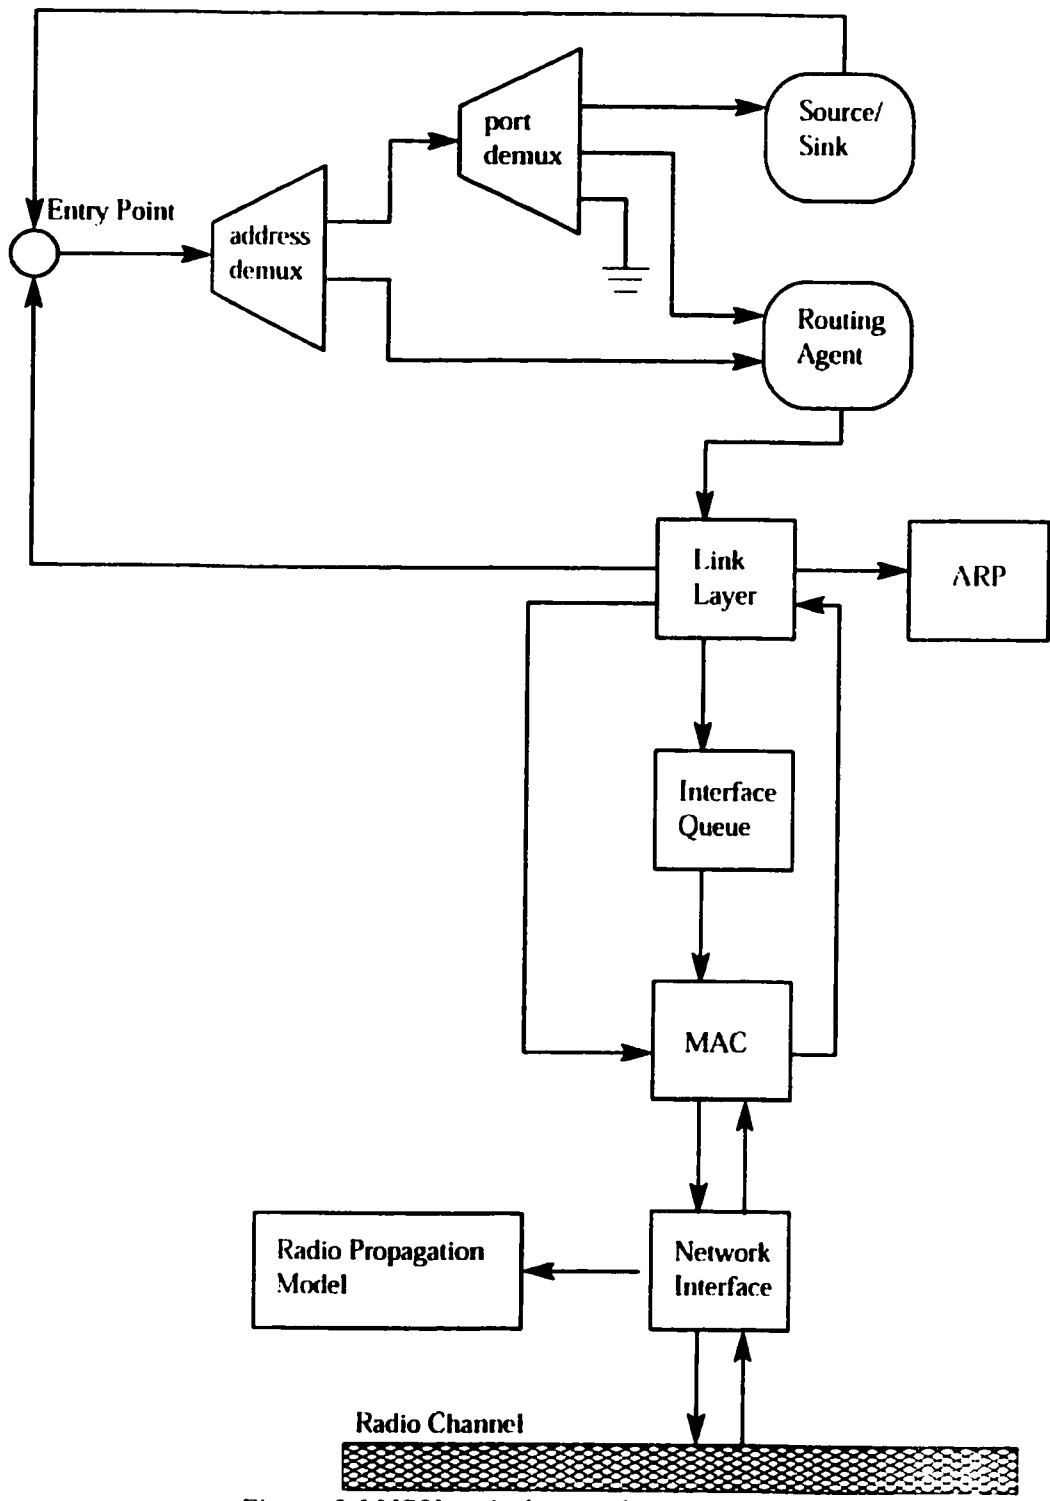 Source/
Sink
port
demux
Entry Point
address
demux
Routing
Agent
Link
Layer
ARP
Interface
Queue
MAC
Radio Propagation
Model
Network
Interface
Radio Channel